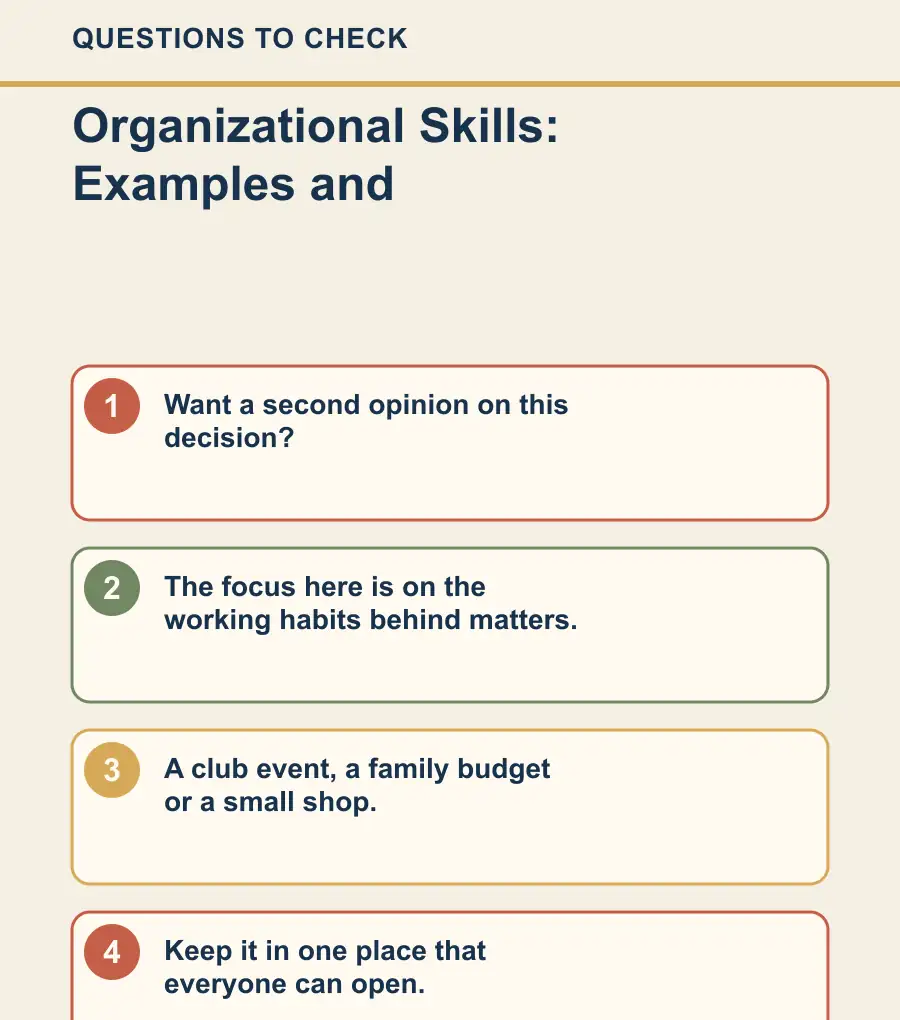 QUESTIONS TO CHECK
Organizational Skills:
Examples and
1
Want a second opinion on this
decision?
2
The focus here is on the
working habits behind matters.
3
A club event, a family budget
or a small shop.
4
Keep it in one place that
everyone can open.